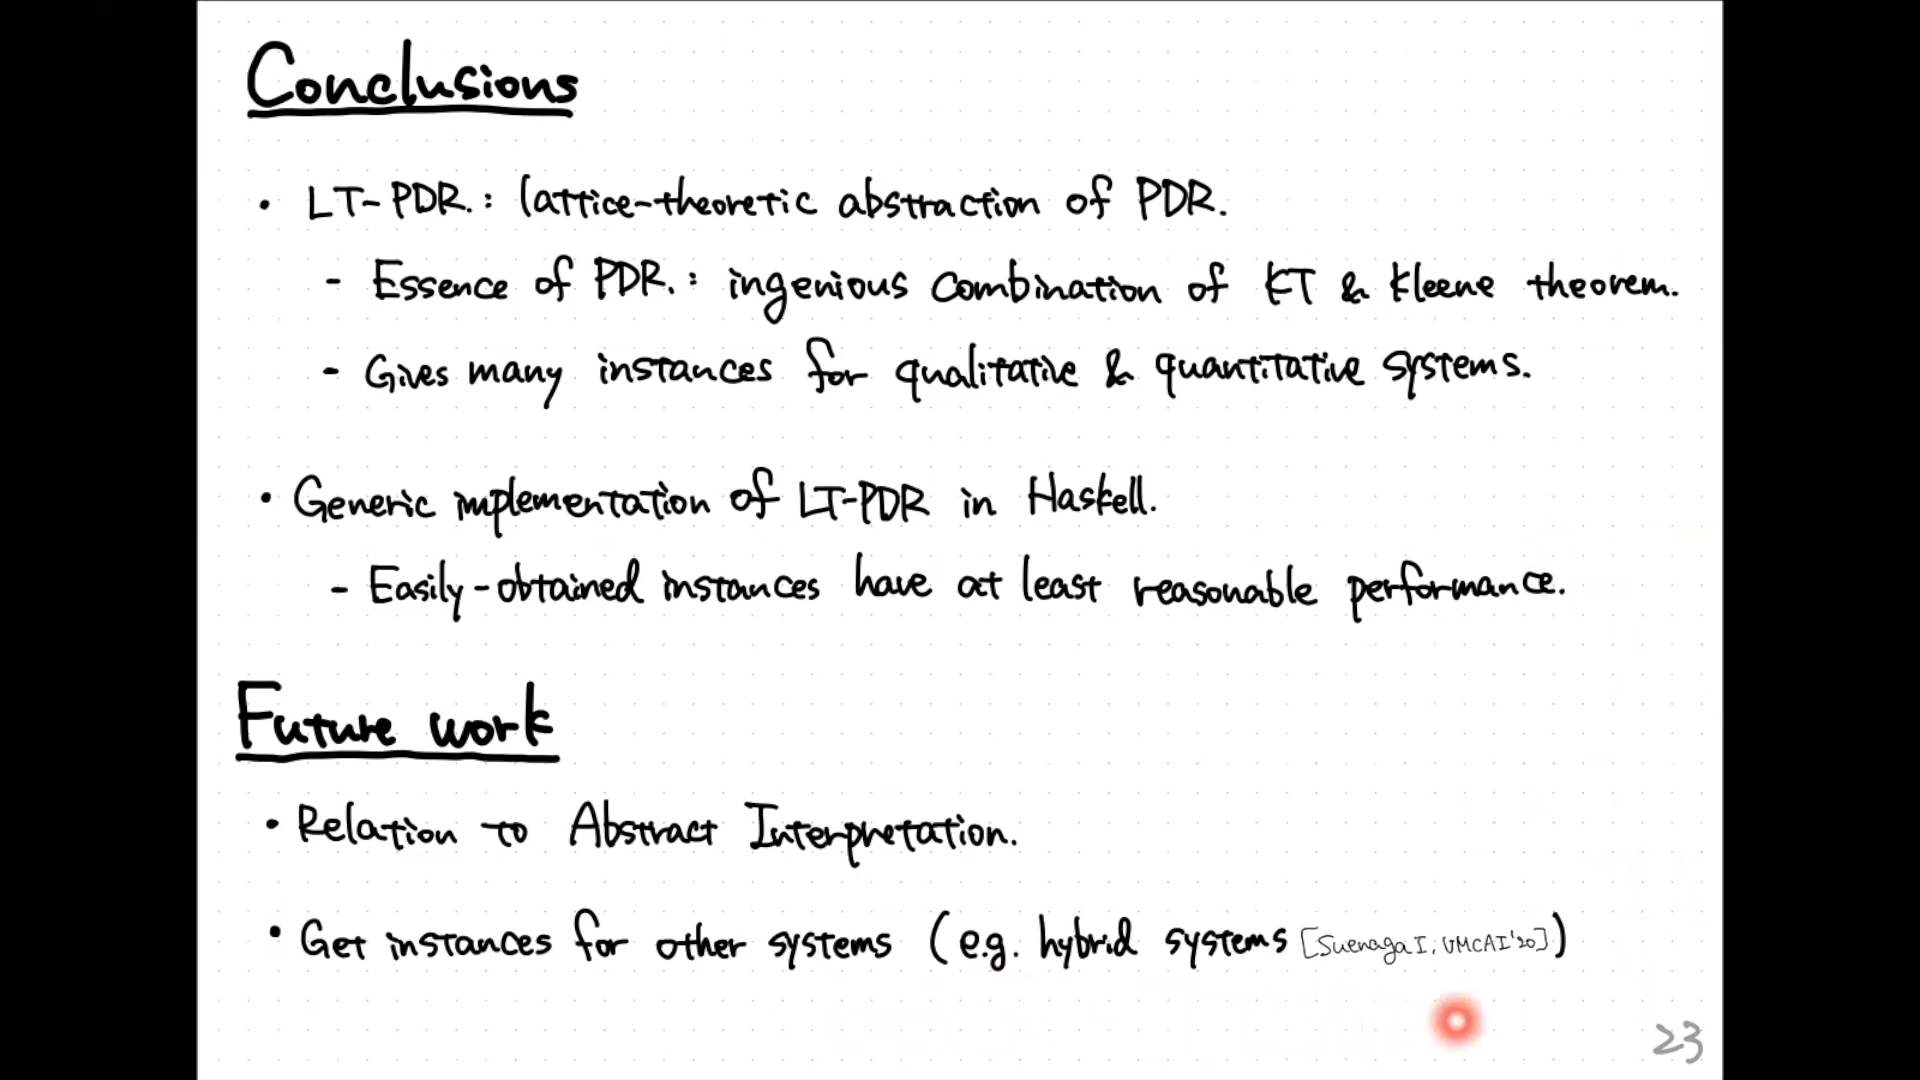 Conclusions
• LT-PDR. : lattice-theoretic abstraction of PDR.
- Essence of PDR. : ingenious combination of KT & Kleene theorem.
- Gives many instances for qualitative & quantitative systems.
• Generic implementation of LT-PDR in Haskell.
- Easily-obtained instances have at least reasonable performance.
Future work
• Relation to Abstract Interpretation.
• Get instances for other systems (e.g. hybrid systems [Suenaga I. VMCAI'20])
23